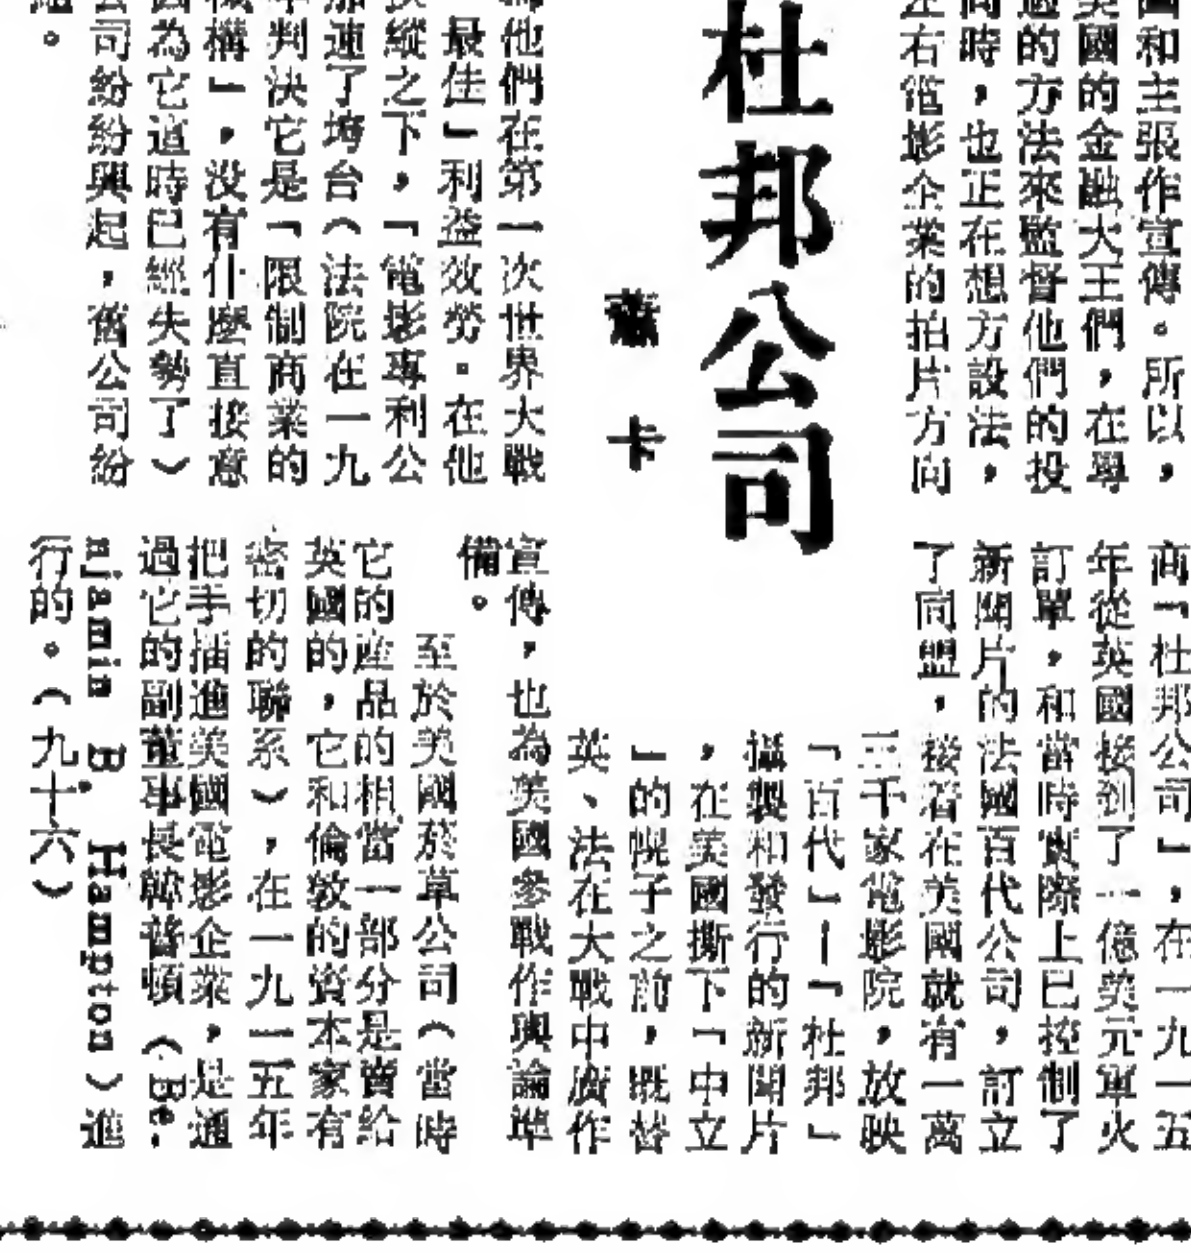 和主張作宣傳。所以，
美國的金融大王們，在尋
的方法來監督他們的投
同時，也正在想方設法，
左右電影企業的拍片方向
杜邦公司
蕭卡
為他們在第一次世界大戰
最佳」利益效勞。在他
縱之下，「電影專利公
加速了垮台（法院在一九
判決它是「限制商業的
機構」，没有什麼直接意
因為它這時已經失勢了）
公司紛紛興起，舊公司紛
。
商「杜邦公司」，在一九一五
年從英國接到了一億美元軍火
訂單，和當時實際上已控制了
新聞片的法國百代公司，訂立
了同盟，接着在美國就有一萬
三千家電影院，放映
「百代」—「杜邦」
攝製和發行的新聞片
，在美國撕下「中立
」的幌子之前，既替
英、法在大戰中廣作
宣傳，也為美國參戰作輿論準
備。
至於美國菸草公司（當時
它的產品的相當一部分是賣給
英國的，它和倫敦的資本家有
密切的聯系），在一九一五年
把手插進美國電影企業，是通
過它的副董事長韓普頓（Be-
njamin B. Hampton）進
行的。（九十六）